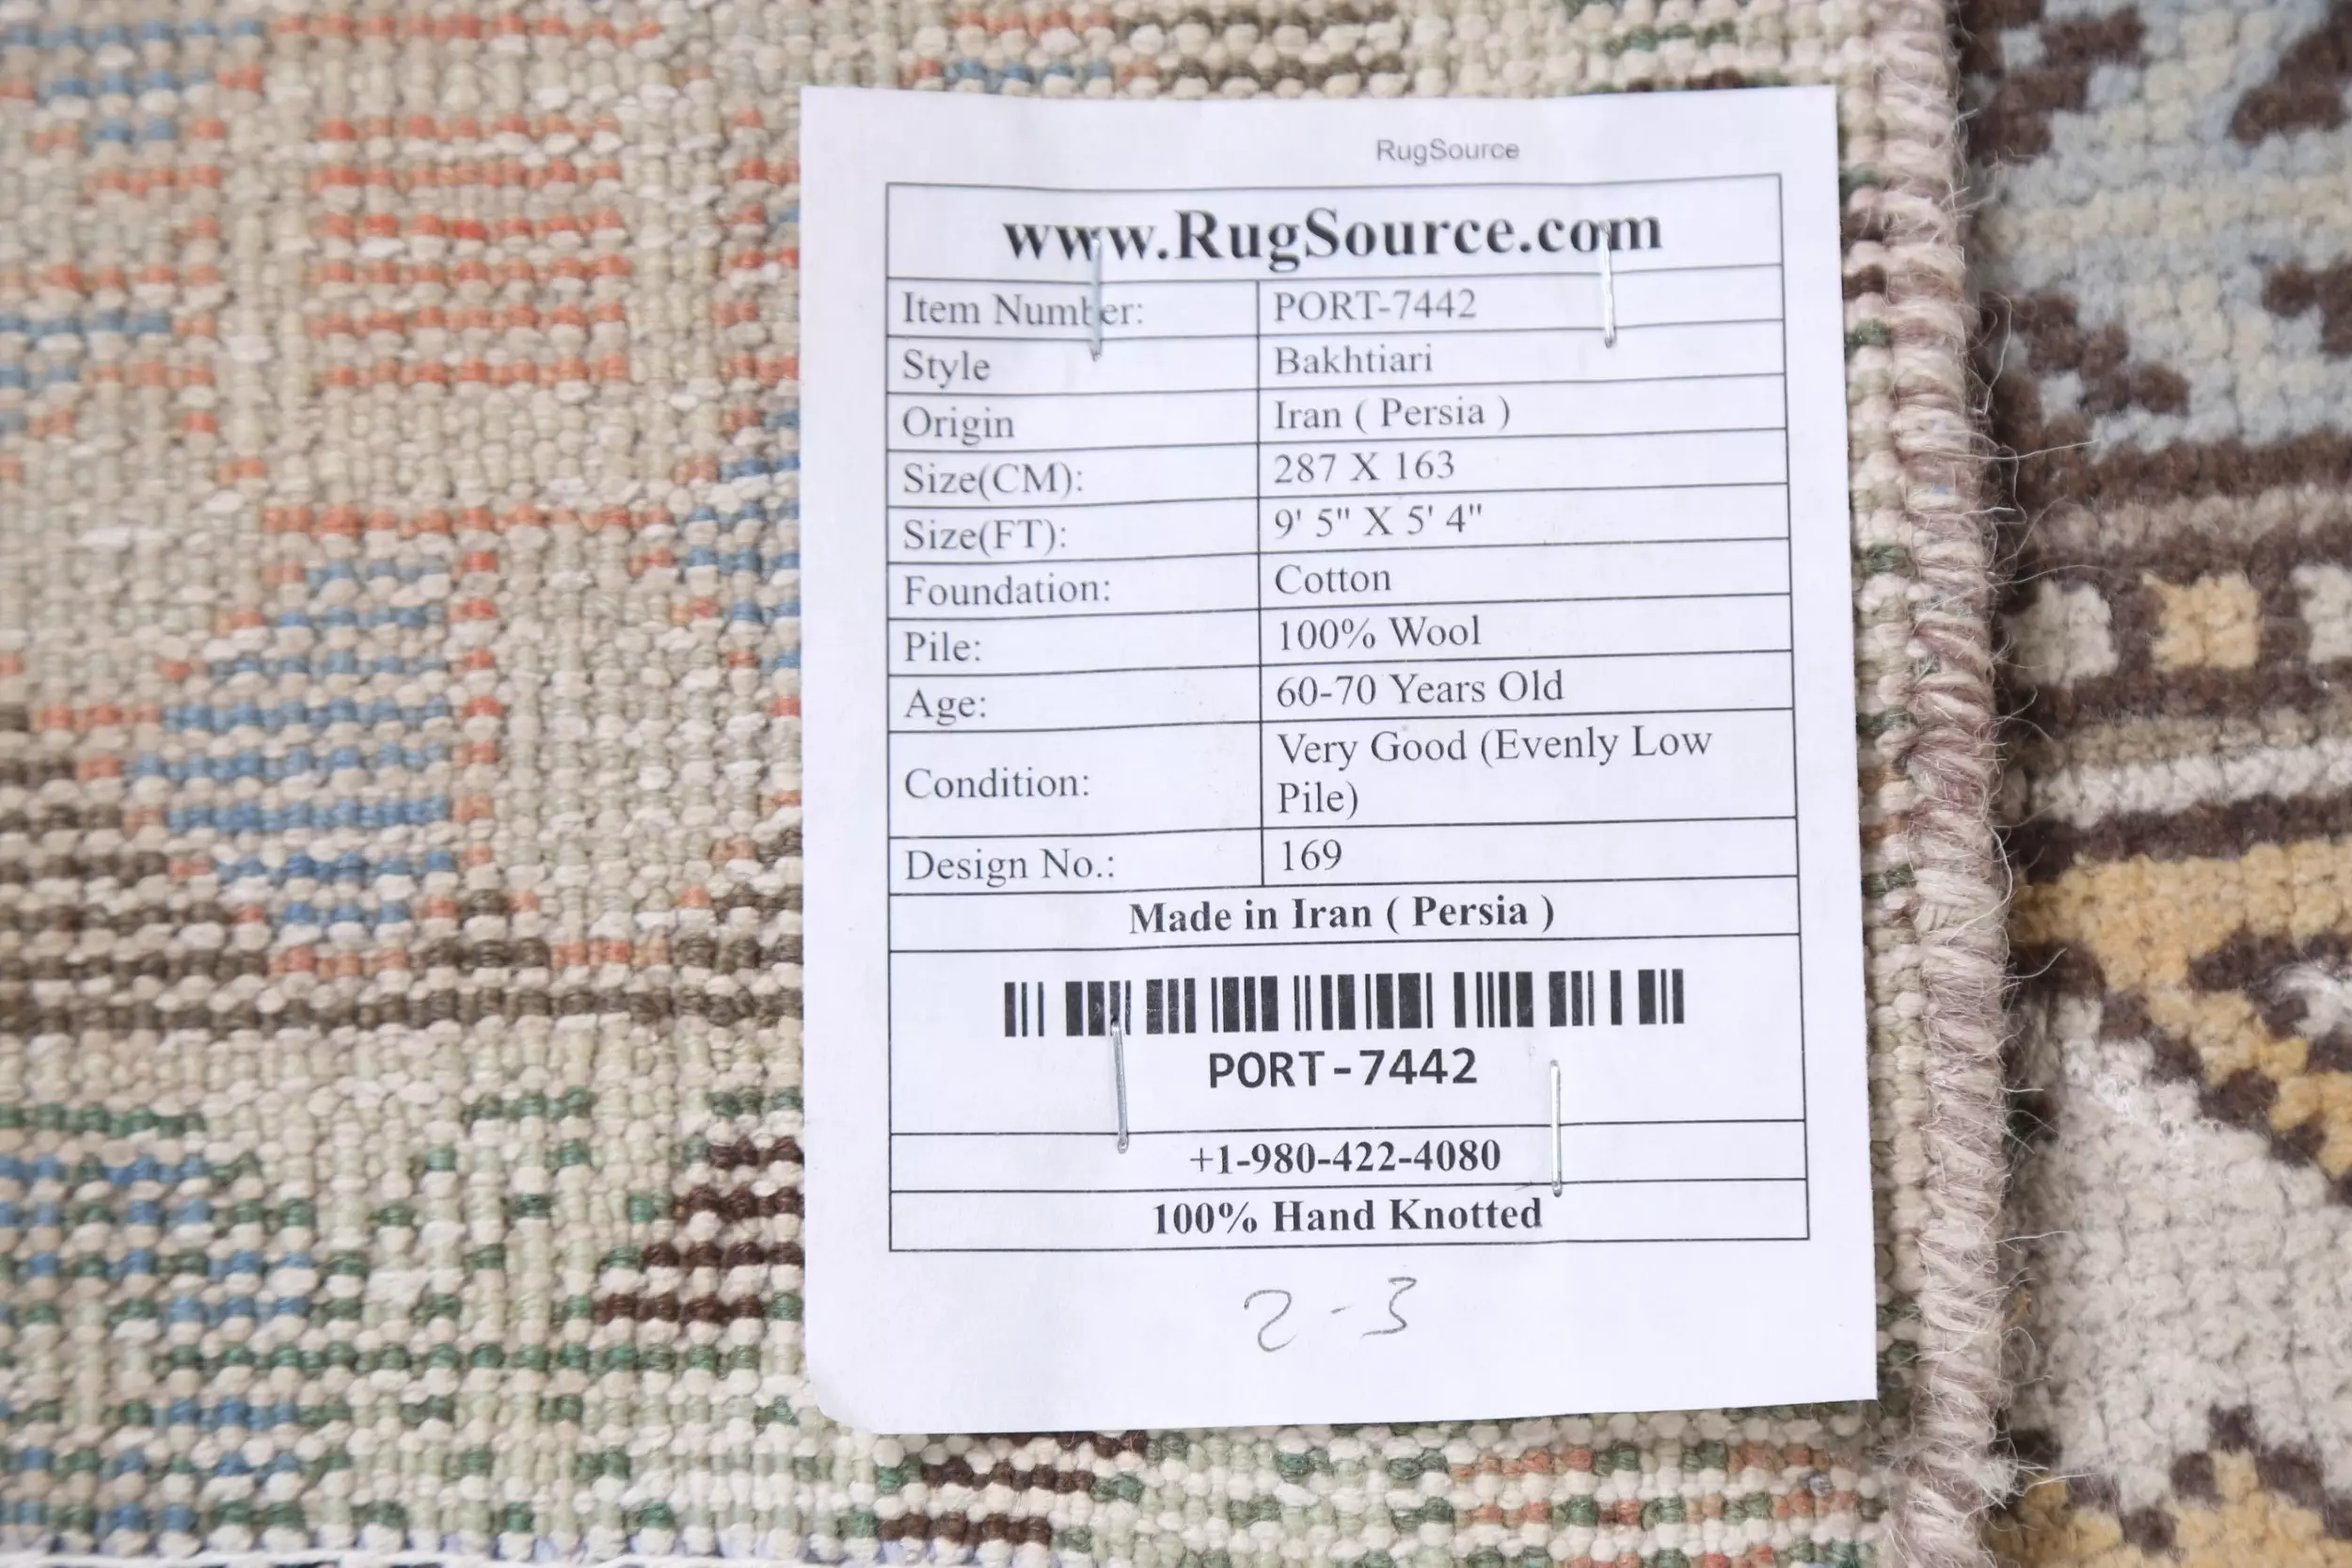 RugSource
www.RugSource.com
Item Number: PORT-7442
Style Bakhtiari
Origin Iran ( Persia )
Size(CM): 287 X 163
Size(FT): 9' 5" X 5' 4"
Foundation: Cotton
Pile: 100% Wool
Age: 60-70 Years Old
Condition: Very Good (Evenly Low
Pile)
Design No.: 169
Made in Iran ( Persia )
PORT-7442
+1-980-422-4080
100% Hand Knotted
2-3